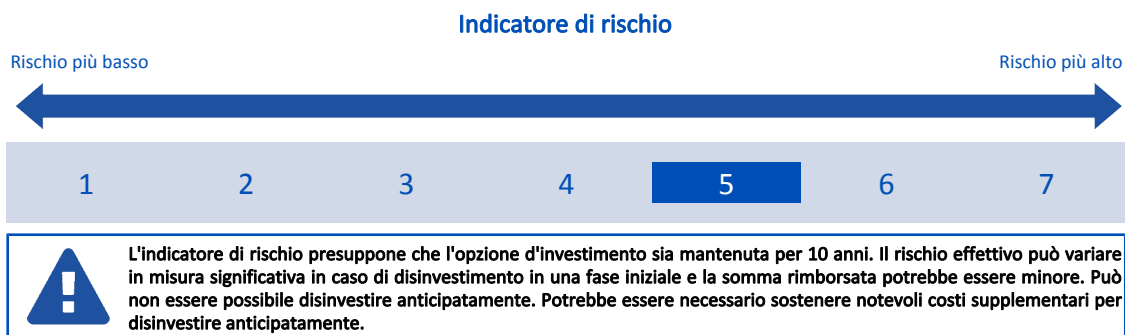 Indicatore di rischio
Rischio più basso
Rischio più alto
1 2 3 4 5 6 7
L'indicatore di rischio presuppone che l'opzione d'investimento sia mantenuta per 10 anni. Il rischio effettivo può variare
in misura significativa in caso di disinvestimento in una fase iniziale e la somma rimborsata potrebbe essere minore. Può
non essere possibile disinvestire anticipatamente. Potrebbe essere necessario sostenere notevoli costi supplementari per
disinvestire anticipatamente.